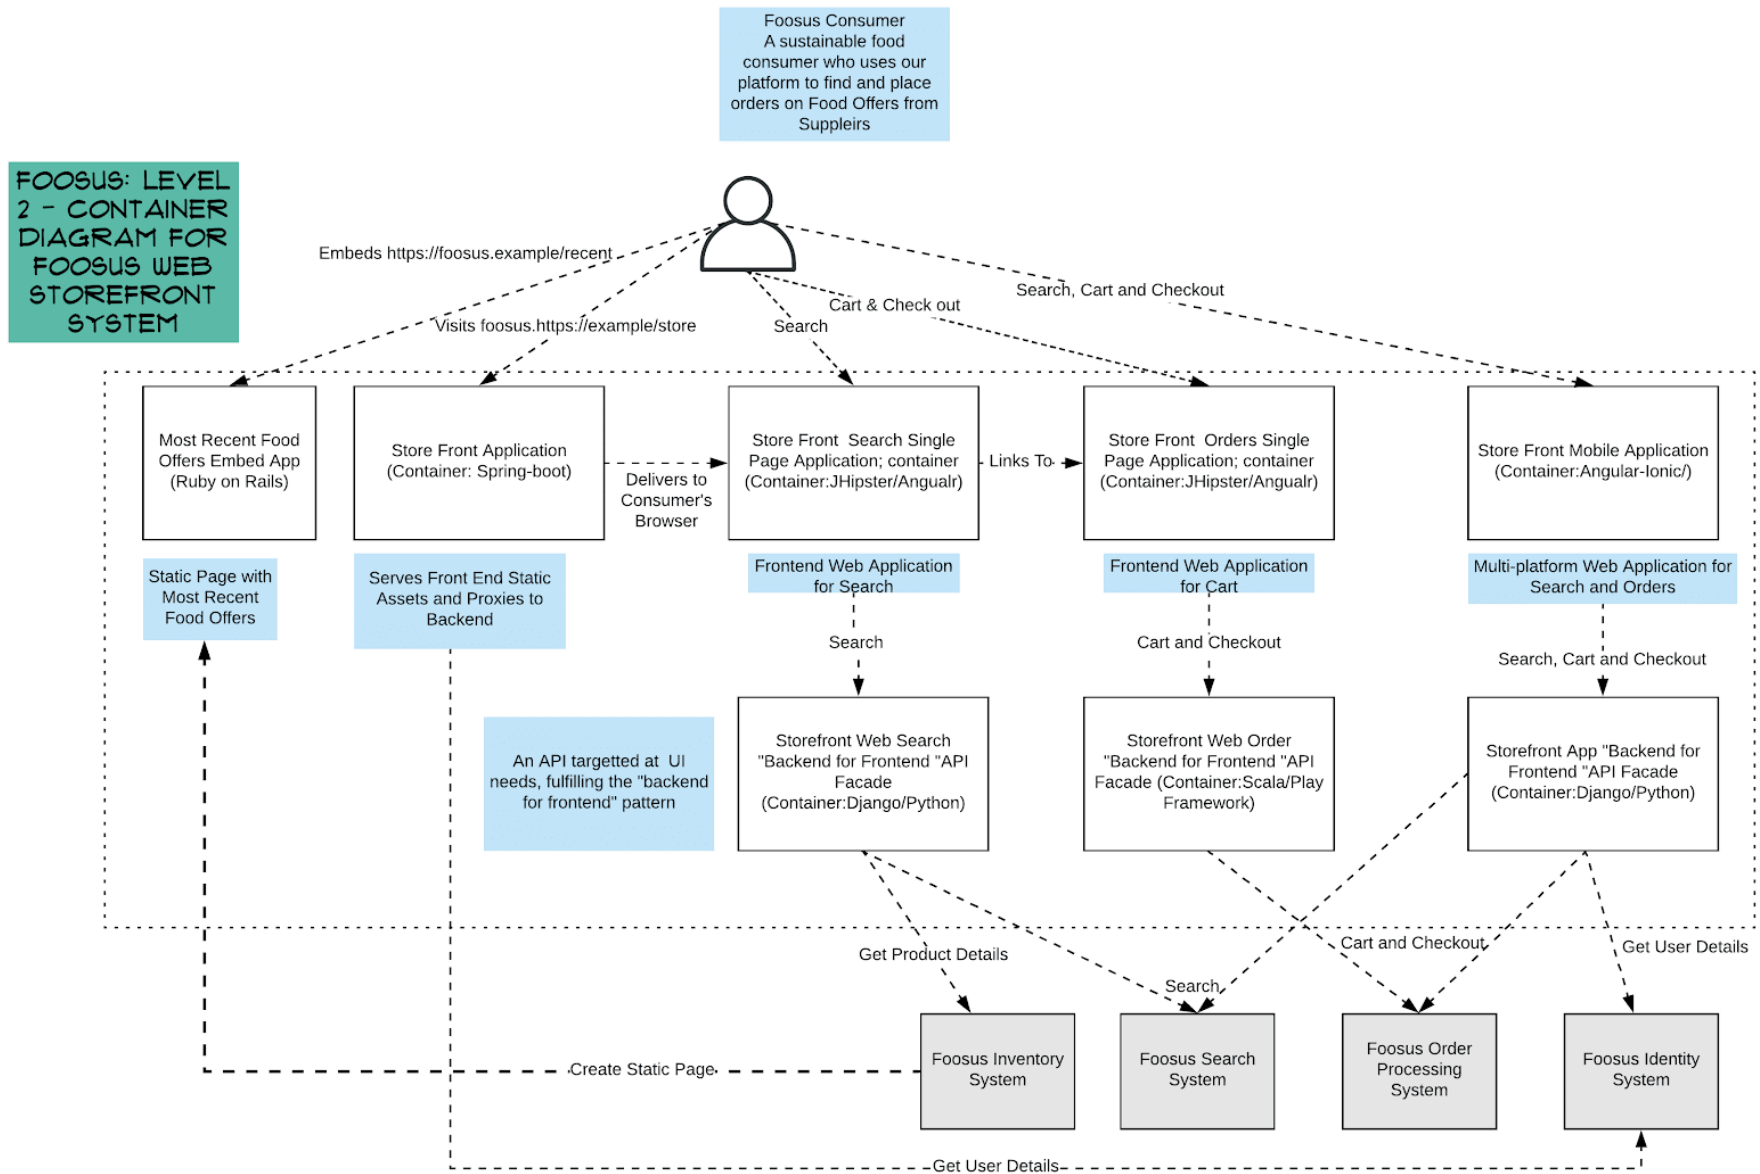 Foosus Consumer
A sustainable food
consumer who uses our
platform to find and place
orders on Food Offers from
Suppleirs
FOOSUS: LEVEL
2 - CONTAINER
DIAGRAM FOR
FOOSUS WEB
STOREFRONT
SYSTEM
Embeds https://foosus.example/recent
Visits foosus.https://example/store
Search
Cart & Check out
Search, Cart and Checkout
Most Recent Food
Offers Embed App
(Ruby on Rails)
Store Front Application
(Container: Spring-boot)
Delivers to
Consumer's
Browser
Store Front  Search Single
Page Application; container
(Container:JHipster/Angualr)
Links To
Store Front  Orders Single
Page Application; container
(Container:JHipster/Angualr)
Store Front Mobile Application
(Container:Angular-Ionic/)
Static Page with
Most Recent
Food Offers
Serves Front End Static
Assets and Proxies to
Backend
Frontend Web Application
for Search
Frontend Web Application
for Cart
Multi-platform Web Application for
Search and Orders
Search
Cart and Checkout
Search, Cart and Checkout
An API targetted at  UI
needs, fulfilling the "backend
for frontend" pattern
Storefront Web Search
"Backend for Frontend "API
Facade
(Container:Django/Python)
Storefront Web Order
"Backend for Frontend "API
Facade (Container:Scala/Play
Framework)
Storefront App "Backend for
Frontend "API Facade
(Container:Django/Python)
Get Product Details
Search
Cart and Checkout
Get User Details
Create Static Page
Foosus Inventory
System
Foosus Search
System
Foosus Order
Processing
System
Foosus Identity
System
Get User Details